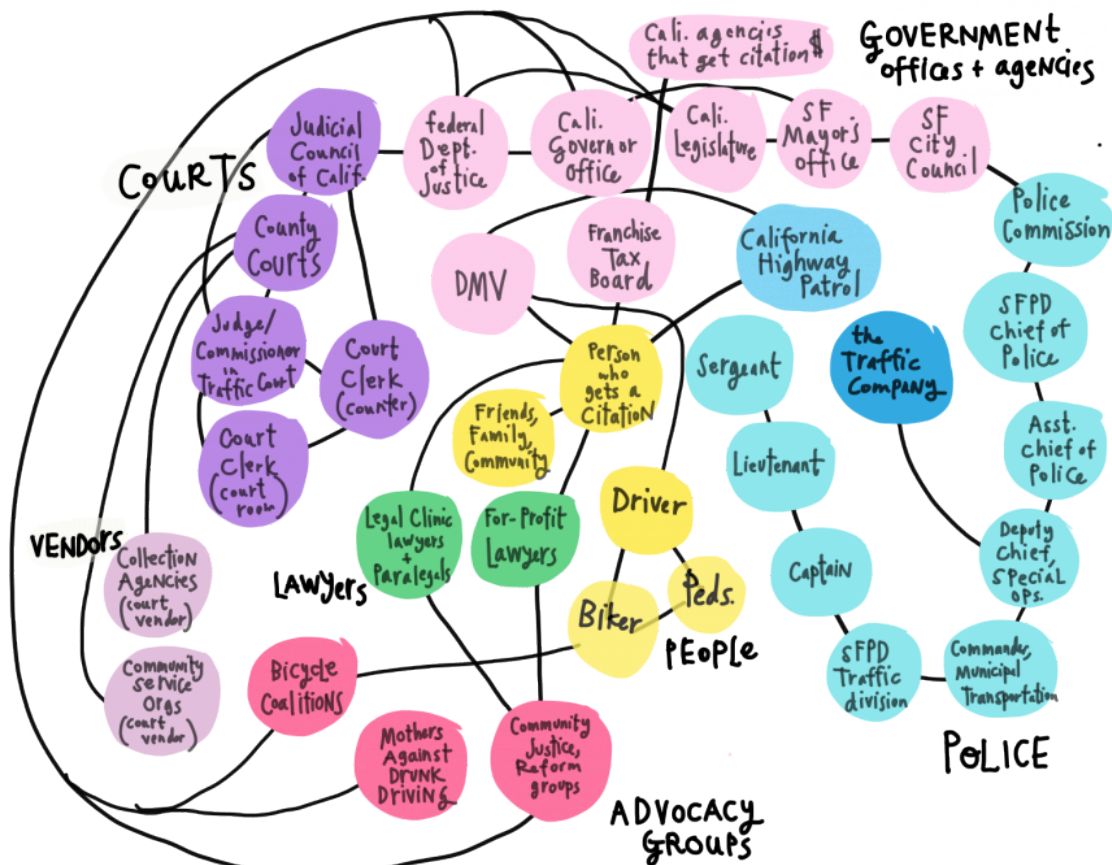 Cali. agencies
that get citation $
GOVERNMENT
offices + agencies
COURTS
Judicial
Council
of Calif.
federal
Dept.
of
Justice
Cali.
Governor
Office
Cali.
Legislature
SF
Mayor's
Office
SF
City
Council
Police
Commission
County
Courts
DMV
Franchise
Tax
Board
California
Highway
Patrol
SFPD
Chief of
Police
Judge/
Commissioner
in
Traffic Court
Court
Clerk
(counter)
Person
who
gets a
Citation
Sergeant
the
Traffic
Company
Friends,
Family,
Community
Court
Clerk
(court
room)
Lieutenant
Asst.
chief of
Police
VENDORS
Collection
Agencies
(court
vendor)
LAWyers
Legal Clinic
lawyers
+
Paralegals
For-Profit
Lawyers
Driver
Biker
Peds.
PEOPLE
Captain
Deputy
Chief,
Special
ops.
Community
Service
Orgs
(court
vendor)
Bicycle
Coalitions
Mothers
Against
Drunk
Driving
Community
Justice,
Reform
groups
ADVOCACY
GROUPS
SFPD
Traffic
division
Commander,
Municipal
Transportation
POLICE